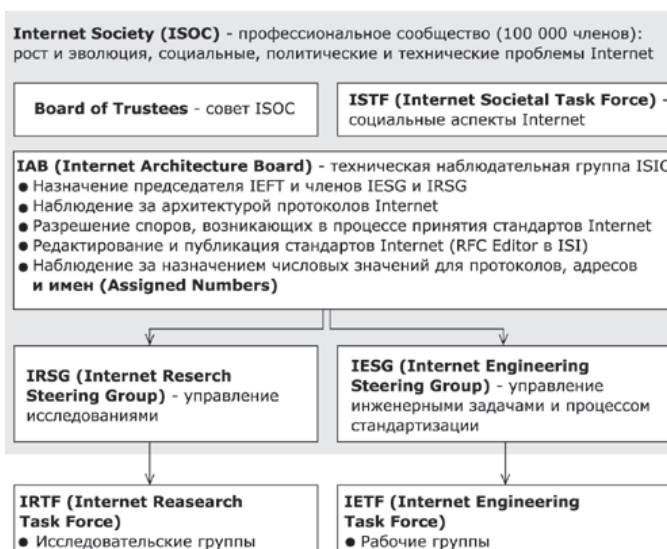 Internet Society (ISOC) - профессиональное сообщество (100 000 членов):
рост и эволюция, социальные, политические и технические проблемы Internet
Board of Trustees - совет ISOC
ISTF (Internet Societal Task Force) -
социальные аспекты Internet
IAB (Internet Architecture Board) - техническая наблюдательная группа ISIC
● Назначение председателя IEFT и членов IESG и IRSG
● Наблюдение за архитектурой протоколов Internet
● Разрешение споров, возникающих в процессе принятия стандартов Internet
● Редактирование и публикация стандартов Internet (RFC Editor в ISI)
● Наблюдение за назначением числовых значений для протоколов, адресов
и имен (Assigned Numbers)
IRSG (Internet Reserch
Steering Group) - управление
исследованиями
IESG (Internet Engineering
Steering Group) - управление
инженерными задачами и процессом
стандартизации
IRTF (Internet Reasearch
Task Force)
● Исследовательские группы
IETF (Internet Engineering
Task Force)
● Рабочие группы